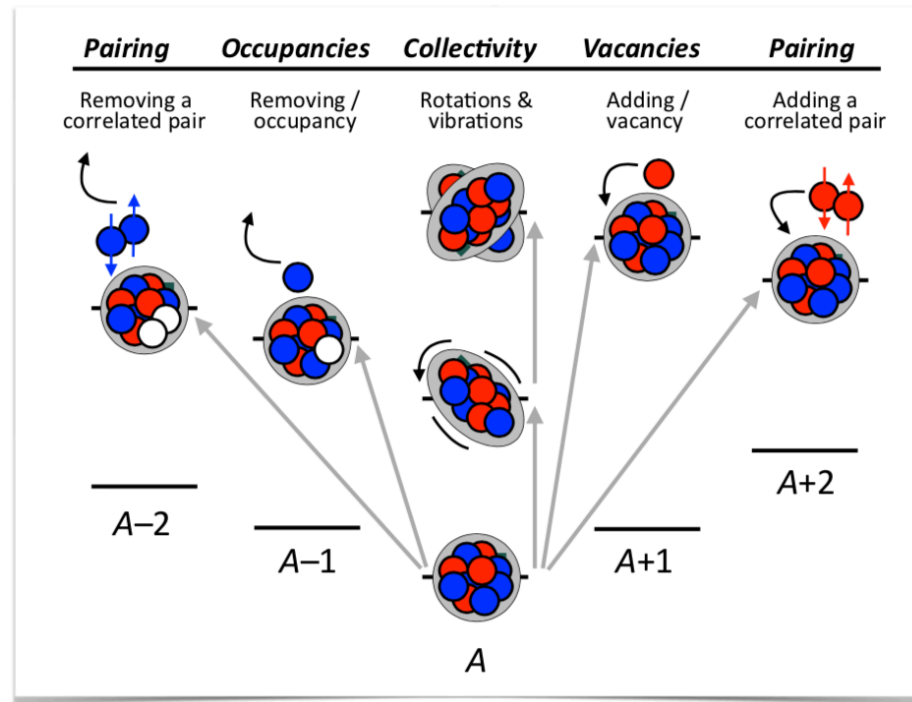 Pairing Occupancies Collectivity Vacancies Pairing
Removing a correlated pair
Removing / occupancy
Rotations & vibrations
Adding / vacancy
Adding a correlated pair
A–2
A–1
A
A+1
A+2